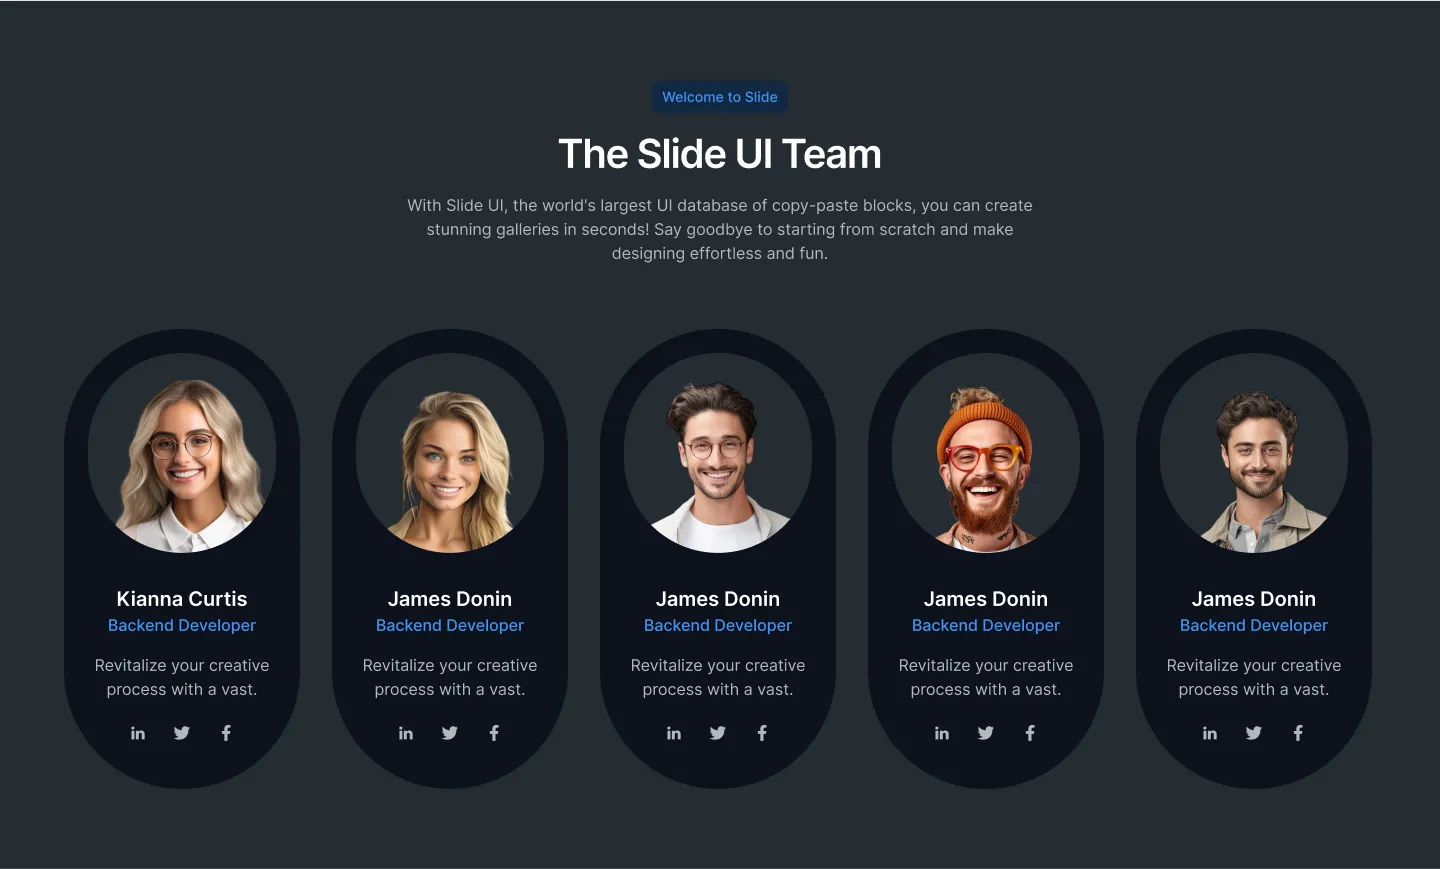 Welcome to Slide
The Slide UI Team
With Slide UI, the world's largest UI database of copy-paste blocks, you can create
stunning galleries in seconds! Say goodbye to starting from scratch and make
designing effortless and fun.
Kianna Curtis
Backend Developer
Revitalize your creative
process with a vast.
James Donin
Backend Developer
Revitalize your creative
process with a vast.
James Donin
Backend Developer
Revitalize your creative
process with a vast.
James Donin
Backend Developer
Revitalize your creative
process with a vast.
James Donin
Backend Developer
Revitalize your creative
process with a vast.